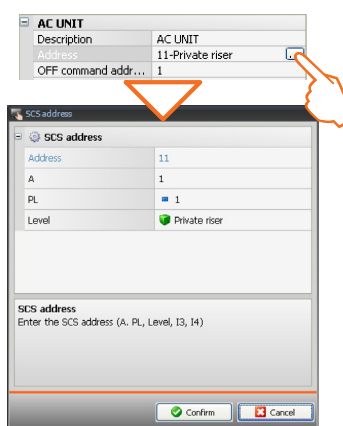 AC UNIT
Description AC UNIT
Address 11-Private riser ...
OFF command addr... 1
SCS address
SCS address
Address 11
A 1
PL 1
Level Private riser
SCS address
Enter the SCS address (A. PL, Level, I3, I4)
Confirm Cancel